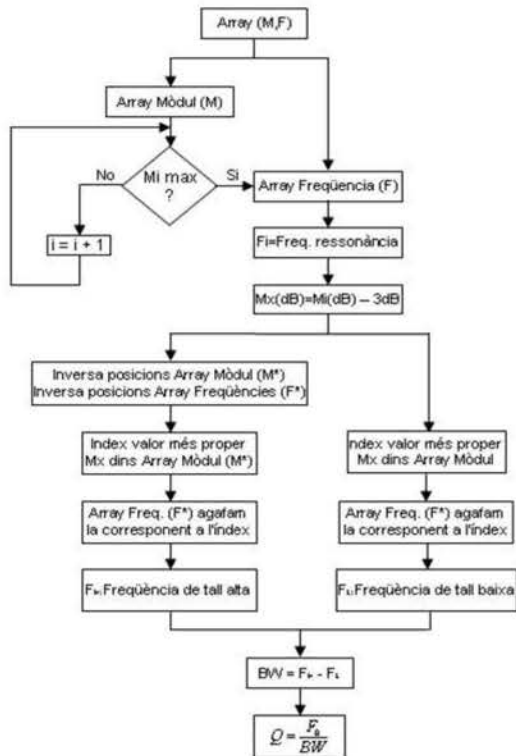 Array (M,F)
Array Mòdul (M)
No
Mi max
?
Si
Array Freqüencia (F)
i = i + 1
Fi=Freq. ressonància
Mx(dB)=Mi(dB) – 3dB
Inversa posicions Array Mòdul (M*)
Inversa posicions Array Freqüències (F*)
Index valor més proper
Mx dins Array Mòdul (M*)
ndex valor més proper
Mx dins Array Mòdul
Array Freq. (F*) agafam
la corresponent a l'índex
Array Freq. (F*) agafam
la corresponent a l'índex
:Freqüència de tall alta
:Freqüència de tall baixa
BW = F - F
Q = F / BW